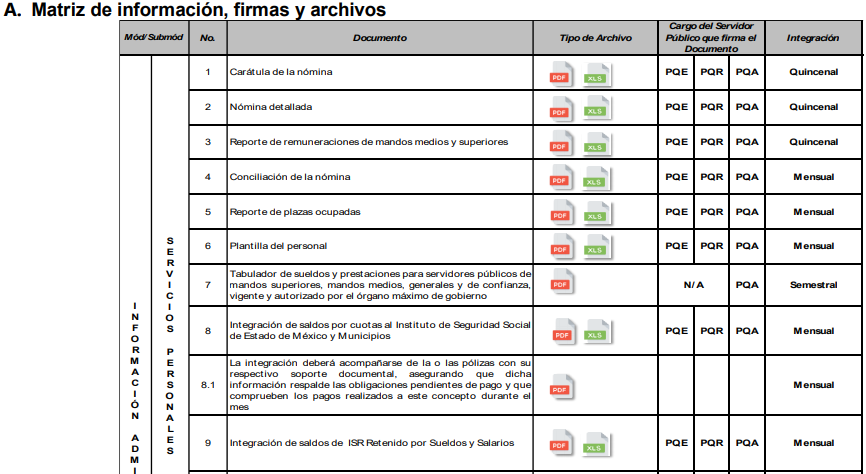 A. Matriz de información, firmas y archivos
Mód/Submód No. Documento Tipo de Archivo Cargo del Servidor Público que firma el Documento Integración
INFORMACIÓN ADMI
SERVICIOS PERSONALES
1 Carátula de la nómina PDF XLS PQE PQR PQA Quincenal
2 Nómina detallada PDF XLS PQE PQR PQA Quincenal
3 Reporte de remuneraciones de mandos medios y superiores PDF XLS PQE PQR PQA Quincenal
4 Conciliación de la nómina PDF XLS PQE PQR PQA Mensual
5 Reporte de plazas ocupadas PDF XLS PQE PQR PQA Mensual
6 Plantilla del personal PDF XLS PQE PQR PQA Mensual
7 Tabulador de sueldos y prestaciones para servidores públicos de
mandos superiores, mandos medios, generales y de confianza,
vigente y autorizado por el órgano máximo de gobierno PDF N/A PQA Semestral
8 Integración de saldos por cuotas al Instituto de Seguridad Social
de Estado de México y Municipios PDF XLS PQE PQR PQA Mensual
8.1 La integración deberá acompañarse de la o las pólizas con su
respectivo soporte documental, asegurando que dicha
información respalde las obligaciones pendientes de pago y que
comprueben los pagos realizados a este concepto durante el
mes PDF Mensual
9 Integración de saldos de ISR Retenido por Sueldos y Salarios PDF XLS PQE PQR PQA Mensual